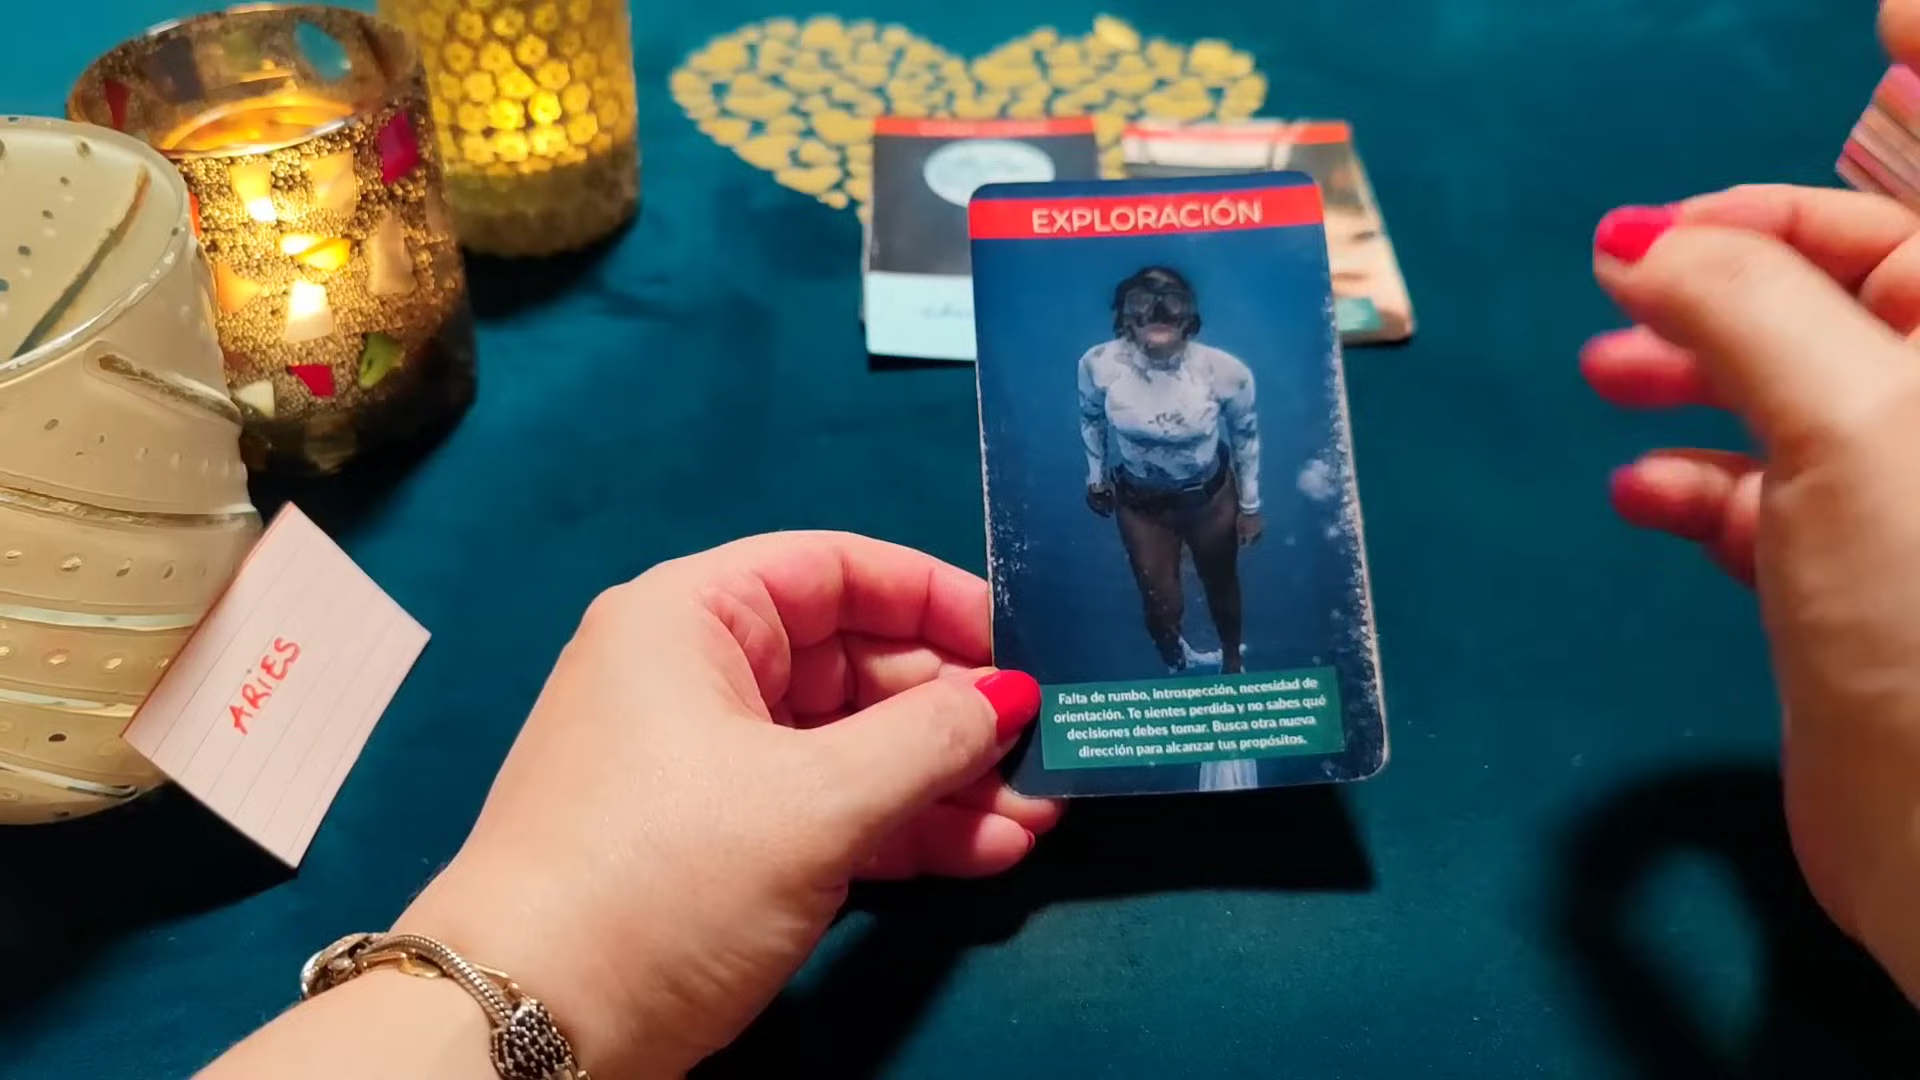 EXPLORACIÓN
Falta de rumbo, introspección, necesidad de
orientación. Te sientes perdida y no sabes qué
decisiones debes tomar. Busca otra nueva
dirección para alcanzar tus propósitos.
ARIES